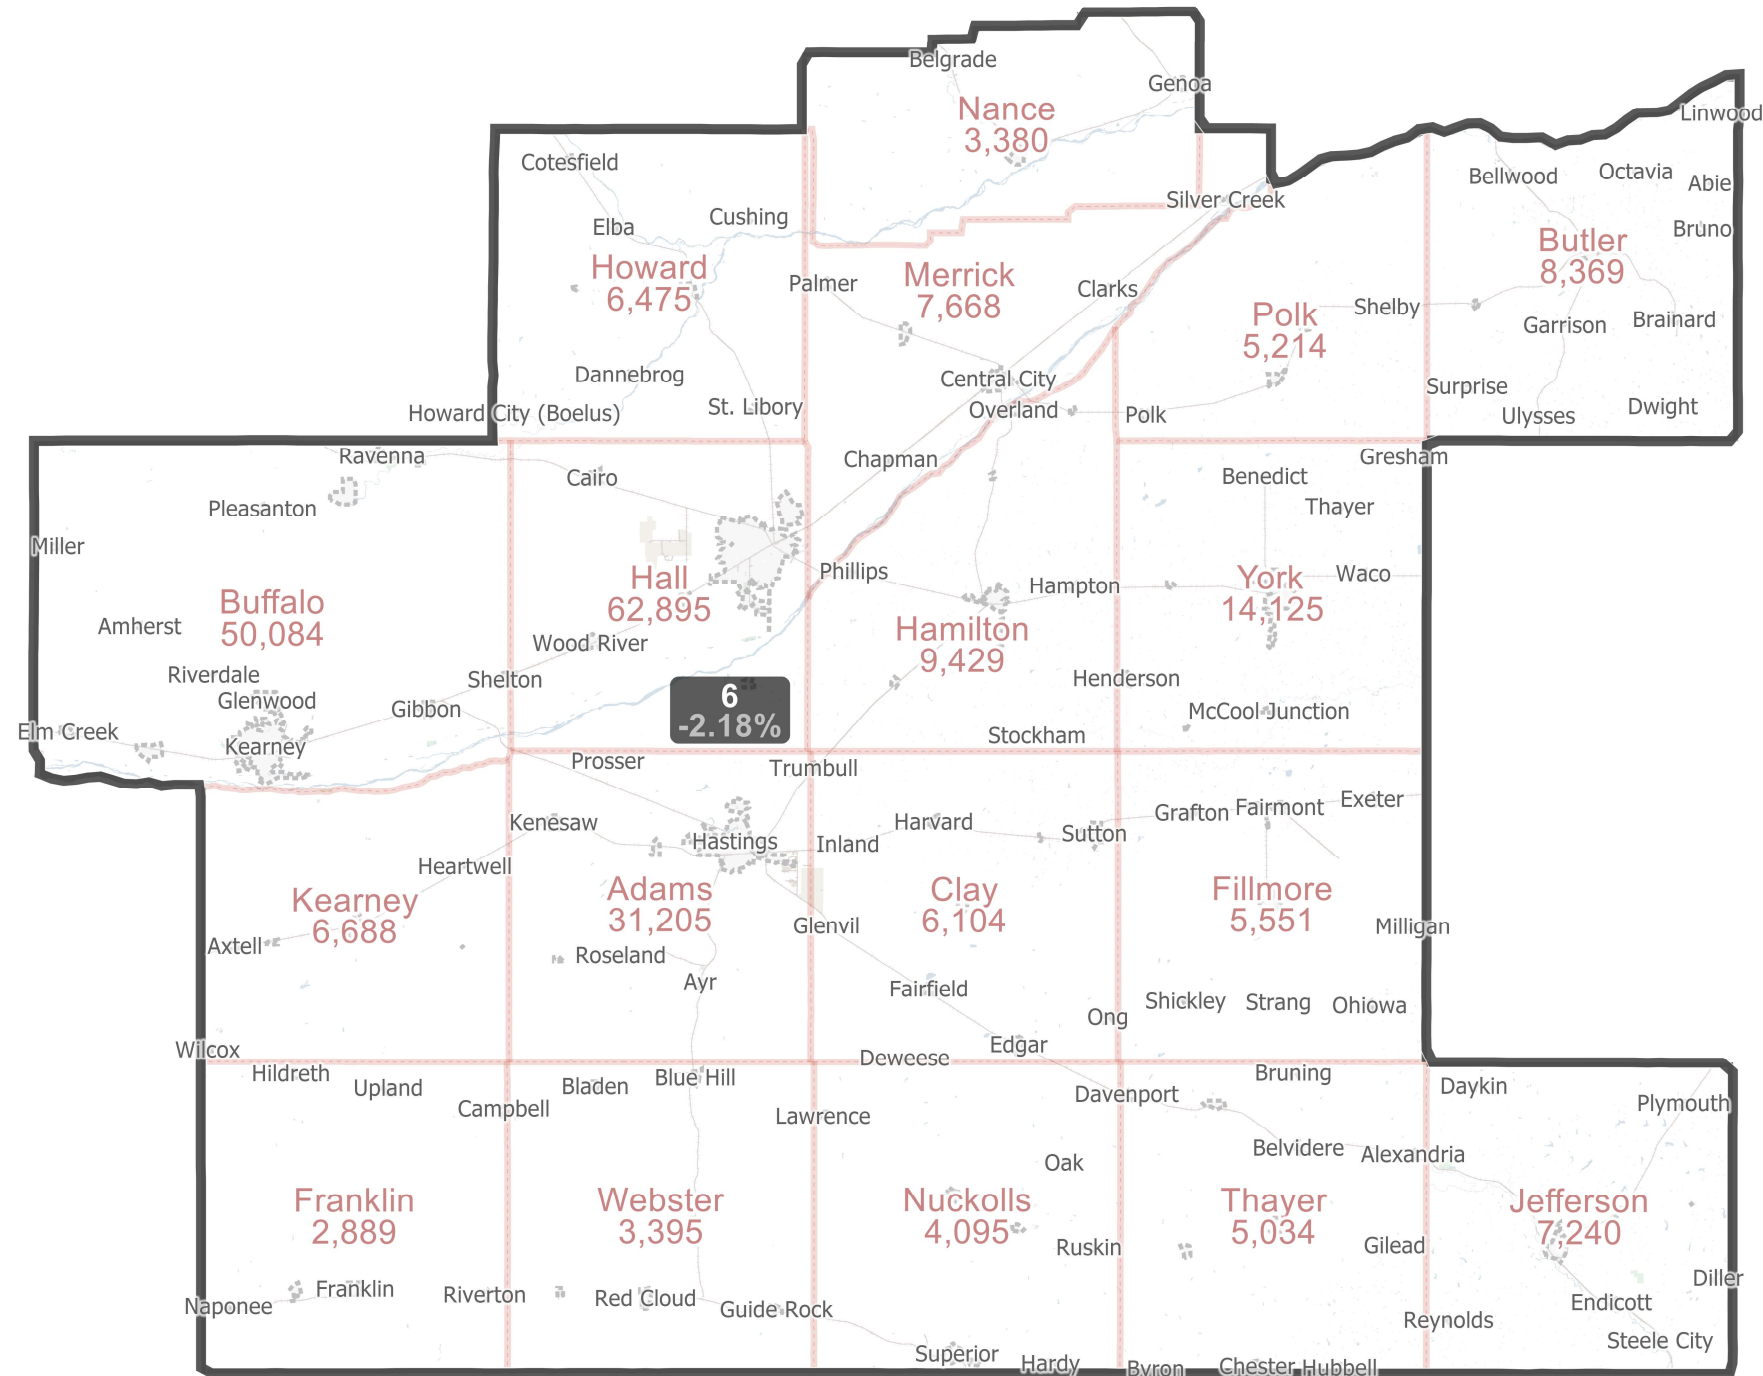 Belgrade
Genoa
Nance
3,380
Linwood
Cotesfield
Bellwood
Octavia
Abie
Silver Creek
Elba
Cushing
Bruno
Butler
8,369
Howard
6,475
Palmer
Merrick
7,668
Clarks
Polk
5,214
Shelby
Garrison
Brainard
Dannebrog
Central City
Surprise
Howard City (Boelus)
St. Libory
Overland
Polk
Ulysses
Dwight
Ravenna
Chapman
Gresham
Cairo
Benedict
Pleasanton
Thayer
Miller
Hall
62,895
Phillips
Hampton
York
14,125
Waco
Buffalo
50,084
Amherst
Wood River
Hamilton
9,429
Riverdale
Shelton
Henderson
Glenwood
Gibbon
6
-2.18%
McCool Junction
Elm Creek
Kearney
Stockham
Prosser
Trumbull
Kenesaw
Harvard
Grafton
Fairmont
Exeter
Hastings
Inland
Sutton
Heartwell
Kearney
6,688
Adams
31,205
Clay
6,104
Fillmore
5,551
Axtell
Roseland
Glenvil
Milligan
Ayr
Fairfield
Shickley
Strang
Ohiowa
Ong
Wilcox
Deweese
Edgar
Hildreth
Upland
Bladen
Blue Hill
Bruning
Daykin
Campbell
Lawrence
Davenport
Plymouth
Oak
Belvidere
Alexandria
Franklin
2,889
Webster
3,395
Nuckolls
4,095
Thayer
5,034
Jefferson
7,240
Ruskin
Gilead
Diller
Naponee
Franklin
Riverton
Red Cloud
Guide Rock
Reynolds
Endicott
Steele City
Superior
Hardy
Byron
Chester
Hubbell